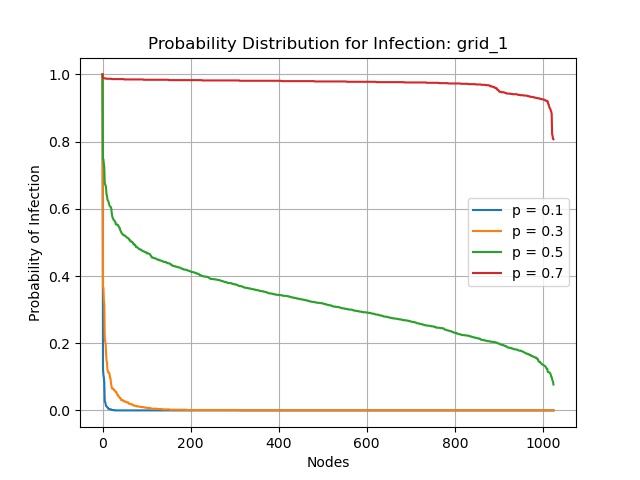 Probability Distribution for Infection: grid_1
1.0
0.8
0.6
0.4
0.2
0.0
Probability of Infection
p = 0.1
p = 0.3
p = 0.5
p = 0.7
0 200 400 600 800 1000
Nodes